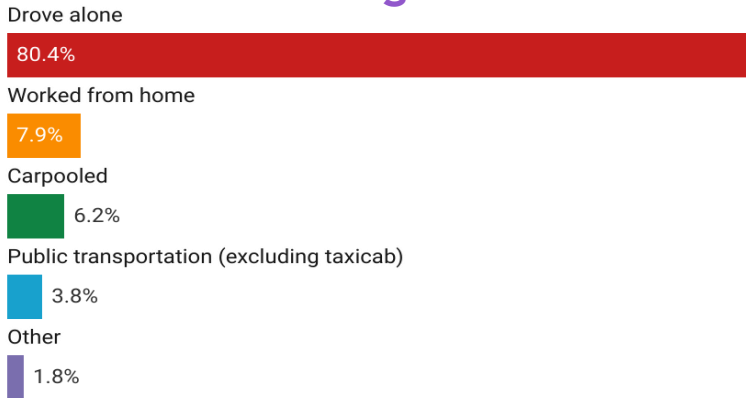 Drove alone
80.4%
Worked from home
7.9%
Carpooled
6.2%
Public transportation (excluding taxicab)
3.8%
Other
1.8%